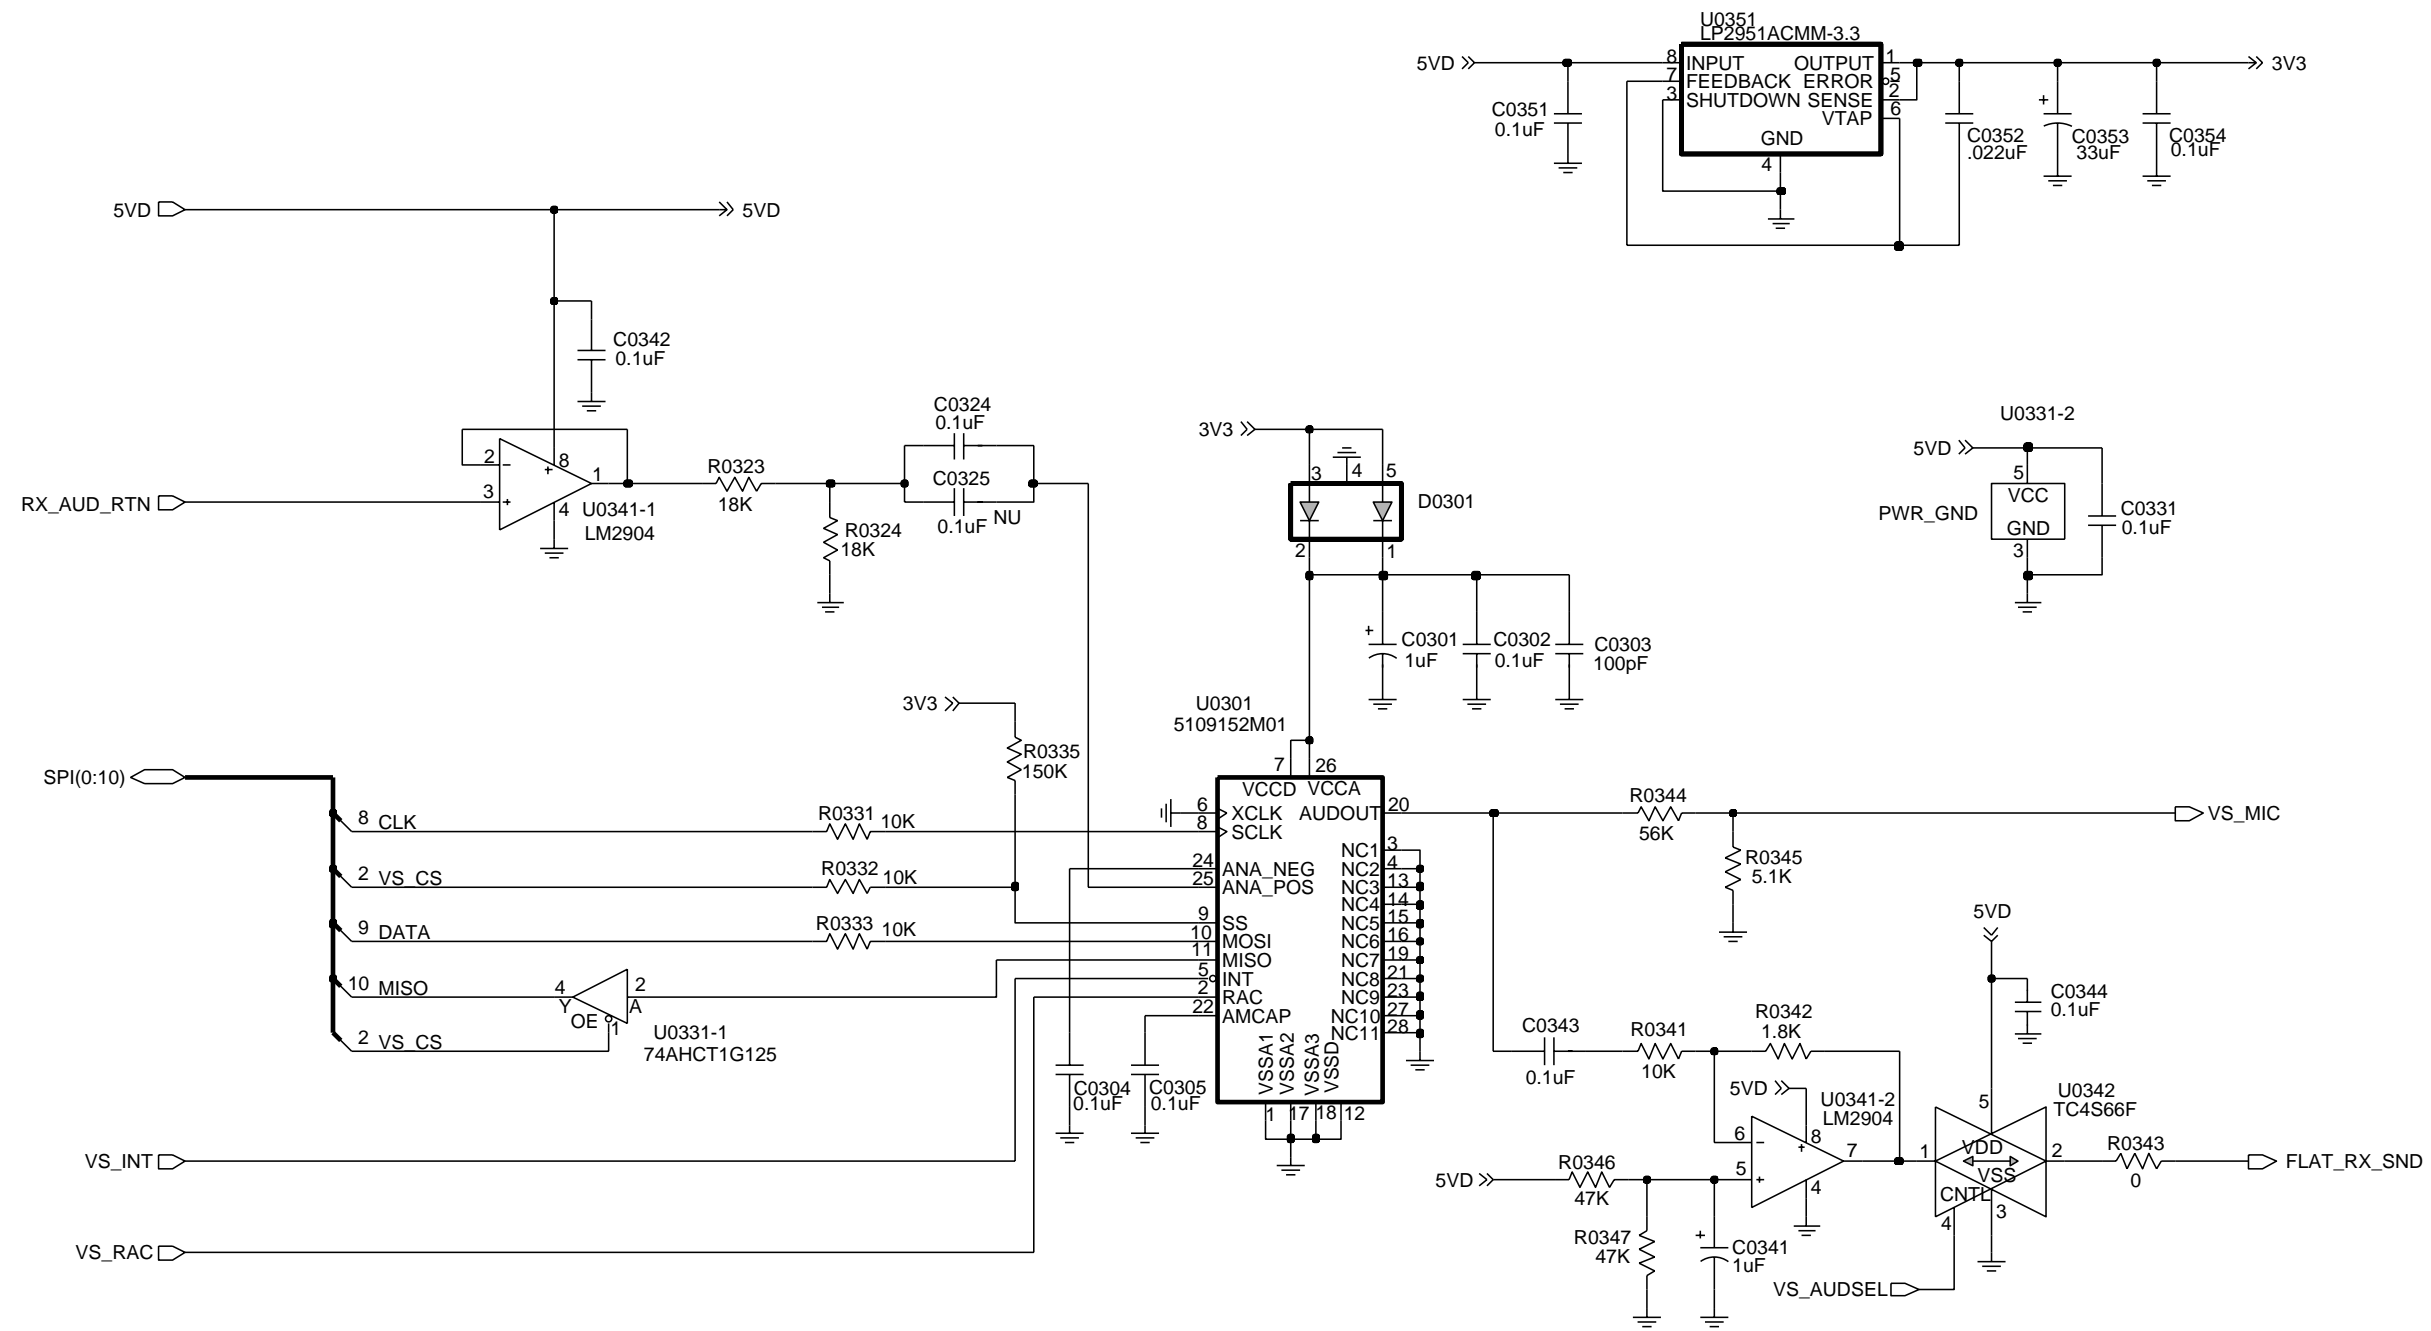 U0351
LP2951ACMM-3.3
5VD
8
INPUT
OUTPUT
1
3V3
7
FEEDBACK
ERROR
5
3
SHUTDOWN
SENSE
2
VTAP
6
GND
4
C0351
0.1uF
C0352
.022uF
+
C0353
33uF
C0354
0.1uF
5VD
5VD
C0342
0.1uF
RX_AUD_RTN
2
-
3
+
+
8
1
4
U0341-1
LM2904
R0323
18K
R0324
18K
C0324
0.1uF
C0325
0.1uF
NU
3V3
3
4
5
D0301
2
1
+
C0301
1uF
C0302
0.1uF
C0303
100pF
U0331-2
5VD
5
VCC
PWR_GND
GND
3
C0331
0.1uF
3V3
R0335
150K
U0301
5109152M01
SPI(0:10)
8 CLK
R0331
10K
2 VS_CS
R0332
10K
9 DATA
R0333
10K
10 MISO
4
Y
OE
1
2
A
U0331-1
74AHCT1G125
2 VS_CS
VS_INT
VS_RAC
C0304
0.1uF
C0305
0.1uF
7
26
VCCD
VCCA
6
XCLK
8
SCLK
24
ANA_NEG
25
ANA_POS
9
SS
10
MOSI
11
MISO
5
INT
2
RAC
22
AMCAP
AUDOUT
20
NC1
3
NC2
4
NC3
13
NC4
14
NC5
15
NC6
16
NC7
19
NC8
21
NC9
23
NC10
27
NC11
28
VSSA1
VSSA2
VSSA3
VSSD
1
17
18
12
R0344
56K
VS_MIC
R0345
5.1K
5VD
C0344
0.1uF
C0343
0.1uF
R0341
10K
R0342
1.8K
5VD
U0341-2
LM2904
6
-
5
+
+
8
7
4
5VD
R0346
47K
R0347
47K
+
C0341
1uF
U0342
TC4S66F
5
1
VDD
VSS
CNTL
2
3
4
R0343
0
FLAT_RX_SND
VS_AUDSEL